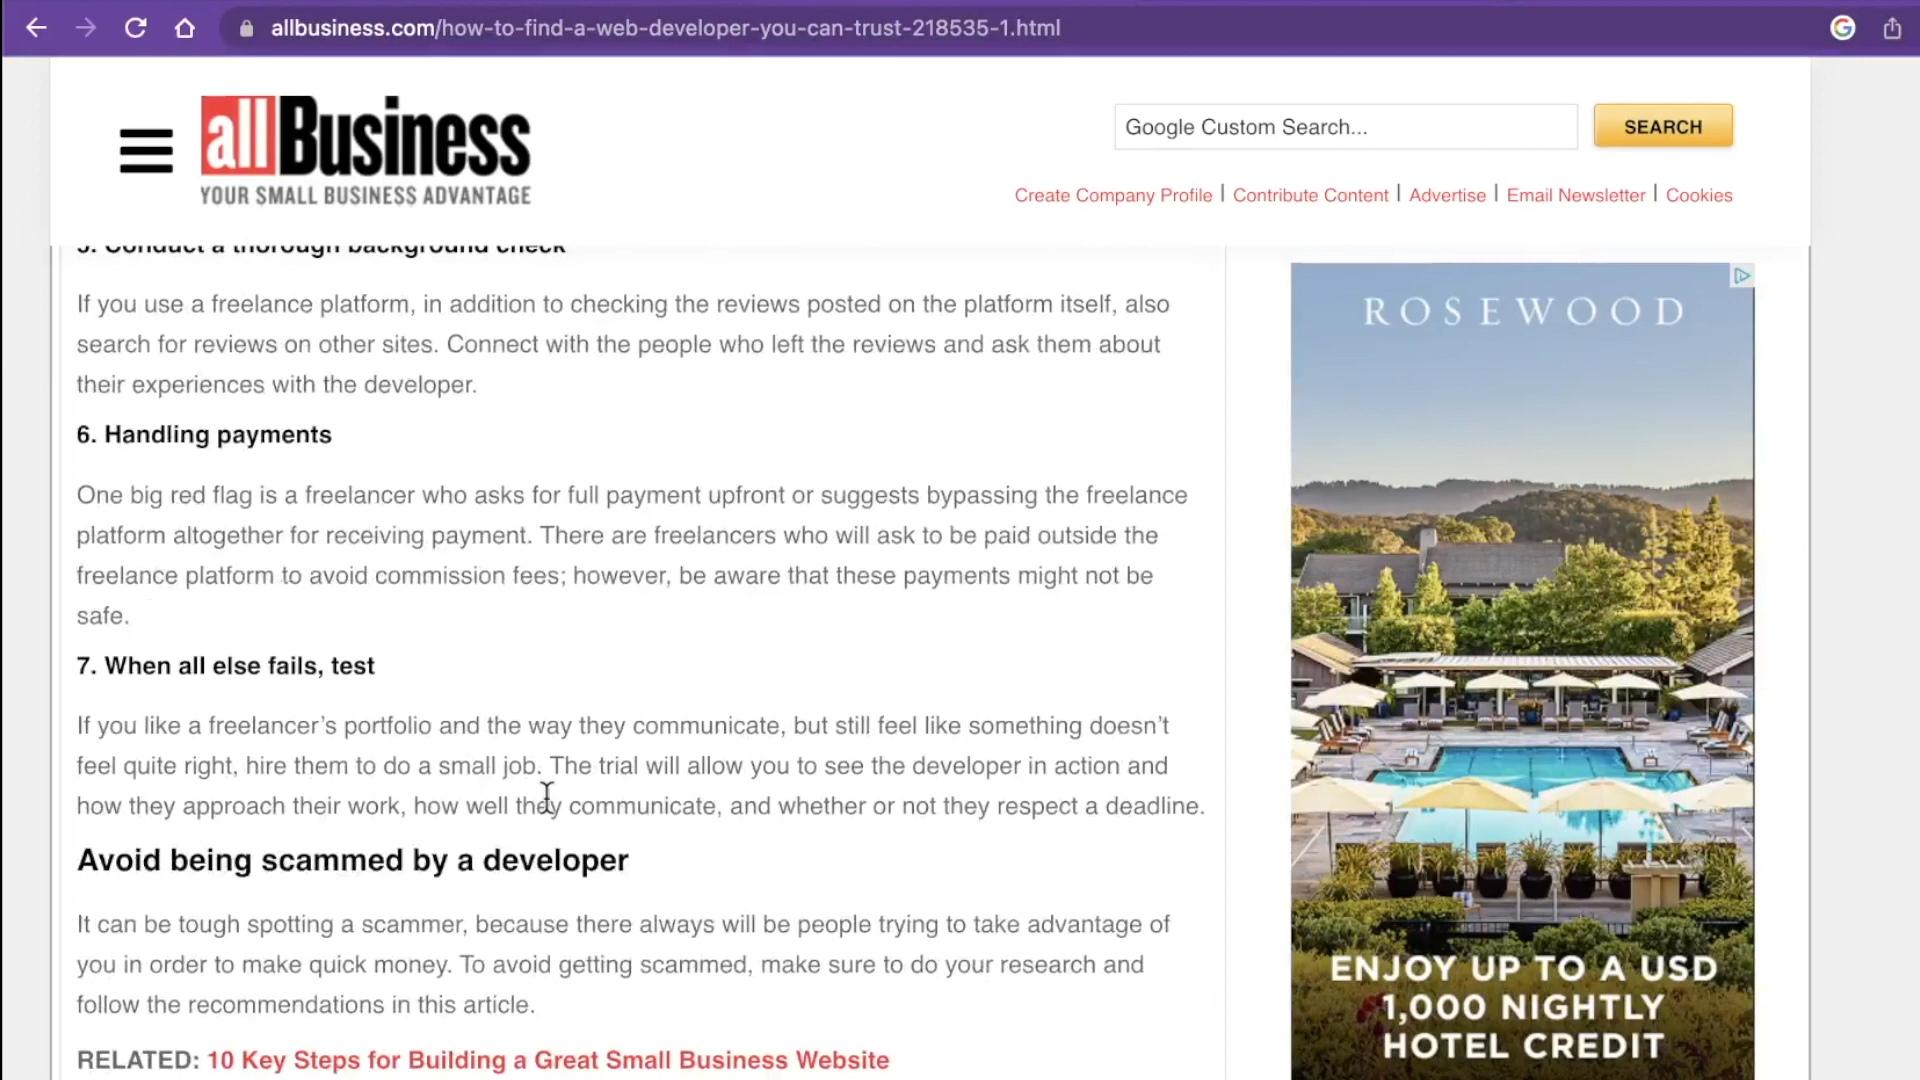 allbusiness.com/how-to-find-a-web-developer-you-can-trust-218535-1.html
allBusiness
YOUR SMALL BUSINESS ADVANTAGE
Google Custom Search...
SEARCH
Create Company Profile | Contribute Content | Advertise | Email Newsletter | Cookies
5. Conduct a thorough background check
If you use a freelance platform, in addition to checking the reviews posted on the platform itself, also
search for reviews on other sites. Connect with the people who left the reviews and ask them about
their experiences with the developer.
6. Handling payments
One big red flag is a freelancer who asks for full payment upfront or suggests bypassing the freelance
platform altogether for receiving payment. There are freelancers who will ask to be paid outside the
freelance platform to avoid commission fees; however, be aware that these payments might not be
safe.
7. When all else fails, test
If you like a freelancer’s portfolio and the way they communicate, but still feel like something doesn’t
feel quite right, hire them to do a small job. The trial will allow you to see the developer in action and
how they approach their work, how well they communicate, and whether or not they respect a deadline.
Avoid being scammed by a developer
It can be tough spotting a scammer, because there always will be people trying to take advantage of
you in order to make quick money. To avoid getting scammed, make sure to do your research and
follow the recommendations in this article.
RELATED: 10 Key Steps for Building a Great Small Business Website
ROSEWOOD
ENJOY UP TO A USD
1,000 NIGHTLY
HOTEL CREDIT